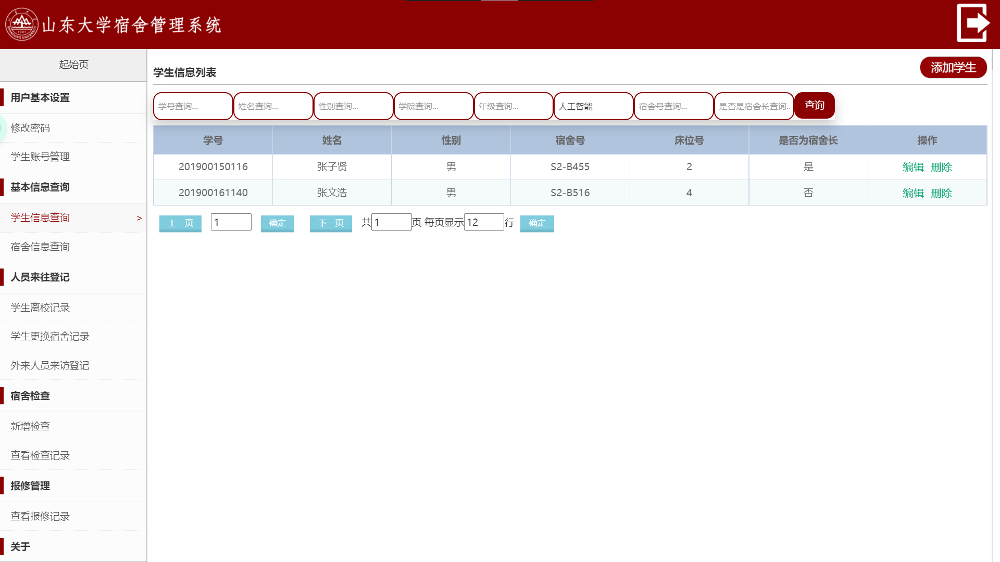 山东大学宿舍管理系统
SHANDONG UNIVERSITY
1901
起始页
用户基本设置
修改密码
学生账号管理
基本信息查询
学生信息查询 >
宿舍信息查询
人员来往登记
学生离校记录
学生更换宿舍记录
外来人员来访登记
宿舍检查
新增检查
查看检查记录
报修管理
查看报修记录
关于
学生信息列表
添加学生
学号查询... 姓名查询... 性别查询... 学院查询... 年级查询... 人工智能 宿舍号查询... 是否是宿舍长查询.. 查询
学号 姓名 性别 宿舍号 床位号 是否为宿舍长 操作
201900150116 张子贤 男 S2-B455 2 是 编辑 删除
201900161140 张文浩 男 S2-B516 4 否 编辑 删除
上一页 1 确定 下一页 共1页 每页显示12行 确定